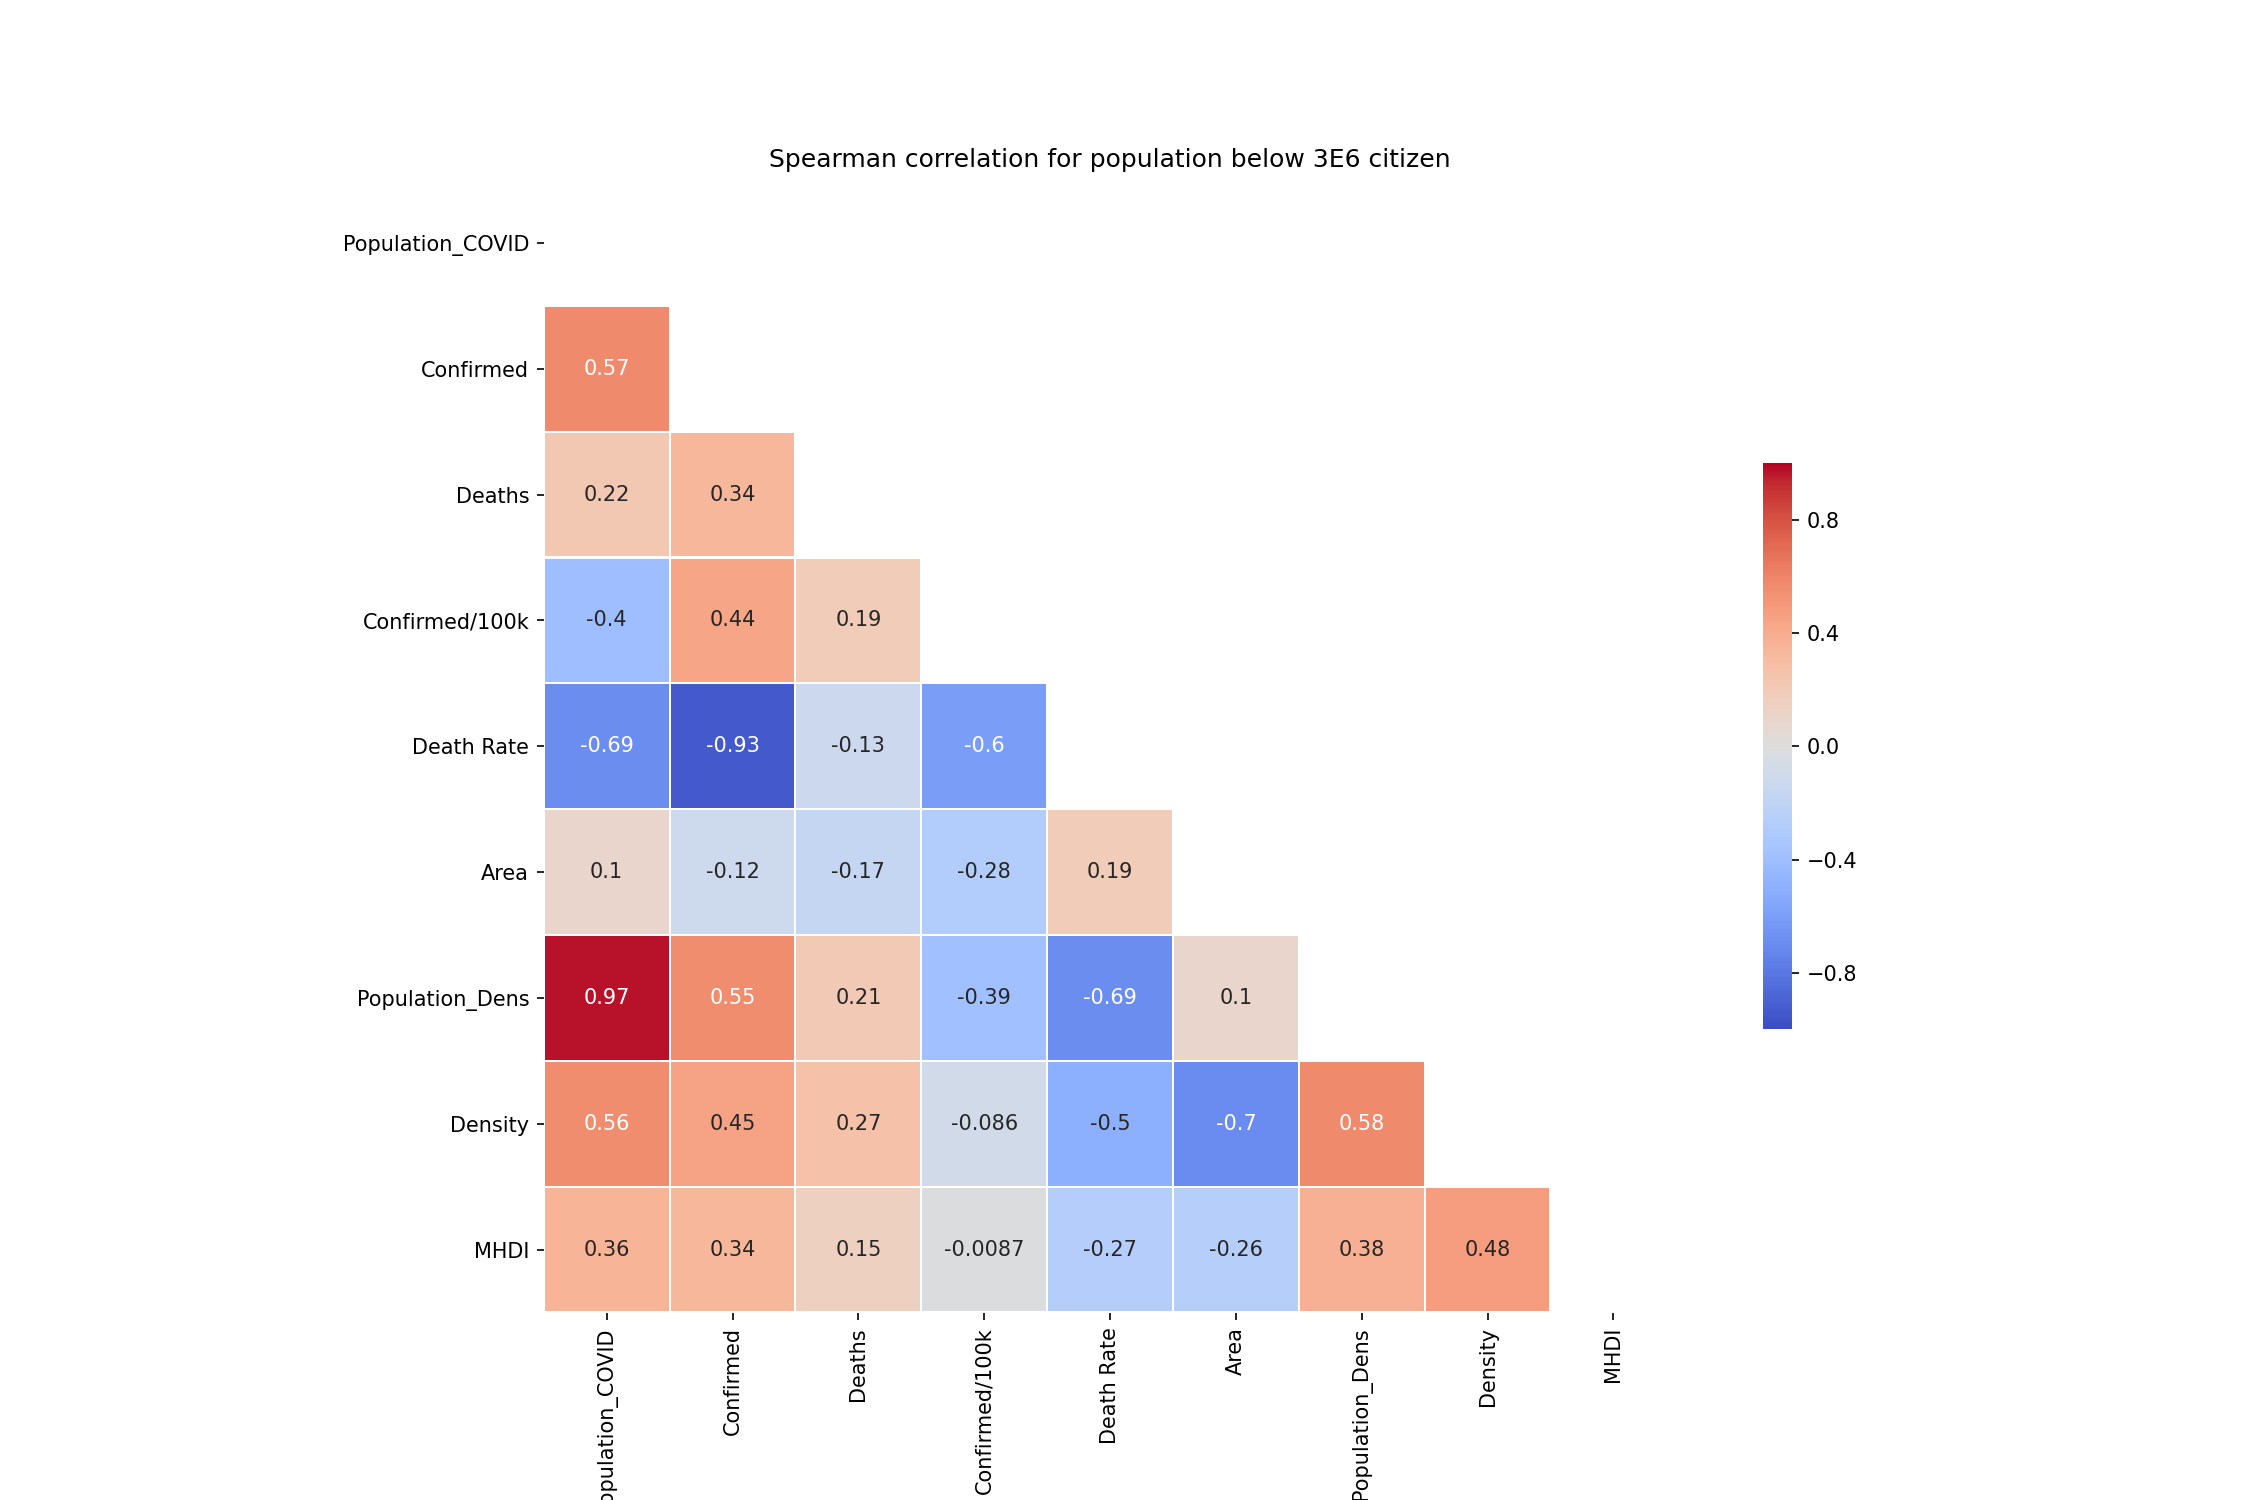 Spearman correlation for population below 3E6 citizen
Population_COVID
Confirmed
0.57
Deaths
0.22 0.34
Confirmed/100k
-0.4 0.44 0.19
Death Rate
-0.69 -0.93 -0.13 -0.6
Area
0.1 -0.12 -0.17 -0.28 0.19
Population_Dens
0.97 0.55 0.21 -0.39 -0.69 0.1
Density
0.56 0.45 0.27 -0.086 -0.5 -0.7 0.58
MHDI
0.36 0.34 0.15 -0.0087 -0.27 -0.26 0.38 0.48
opulation_COVID
Confirmed
Deaths
Confirmed/100k
Death Rate
Area
Population_Dens
Density
MHDI
0.8
0.4
0.0
−0.4
−0.8